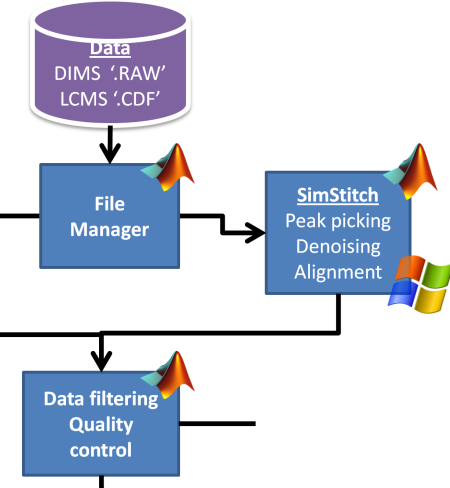 Data
DIMS ‘.RAW’
LCMS ‘.CDF’
File
Manager
SimStitch
Peak picking
Denoising
Alignment
Data filtering
Quality
control